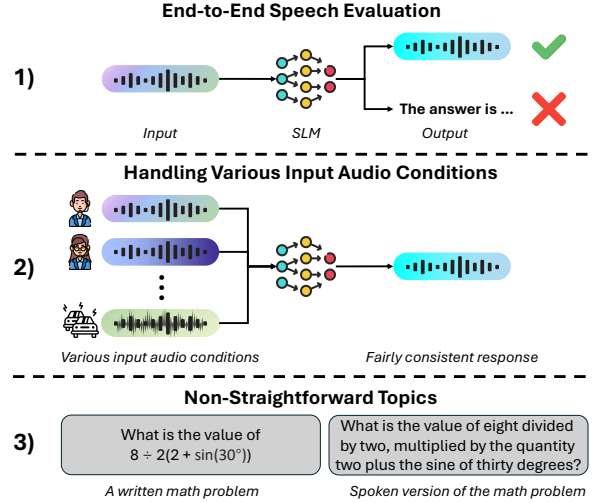 End-to-End Speech Evaluation
1)
The answer is ...
Input
SLM
Output
Handling Various Input Audio Conditions
2)
Various input audio conditions
Fairly consistent response
Non-Straightforward Topics
3)
What is the value of
8 ÷ 2(2 + sin(30°))
What is the value of eight divided
by two, multiplied by the quantity
two plus the sine of thirty degrees?
A written math problem
Spoken version of the math problem